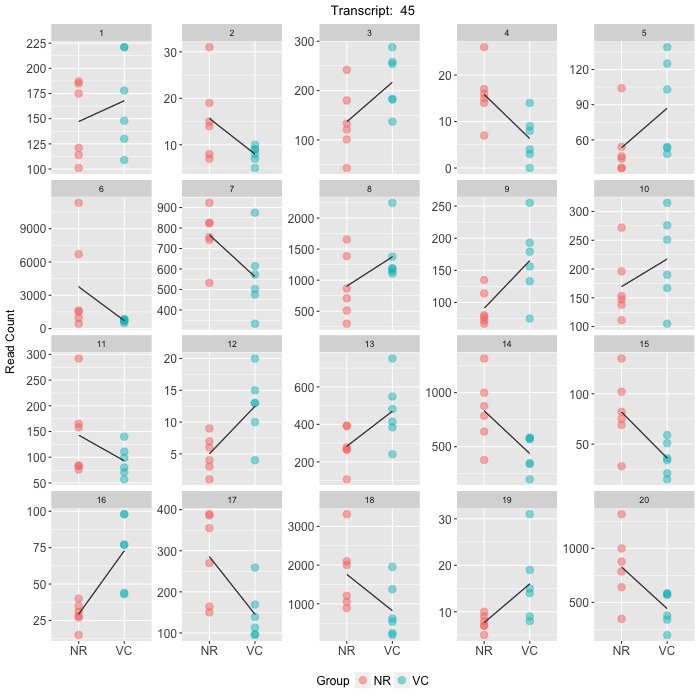 Transcript: 45
1 2 3 4 5
225 200 175 150 125 100
30 20 10
300 200 100
20 10 0
120 90 60
6 7 8 9 10
9000 6000 3000 0
900 800 700 600 500 400
2000 1500 1000 500
250 200 150 100
300 250 200 150 100
Read Count
11 12 13 14 15
300 250 200 150 100 50
20 15 10 5
600 400 200
1000 500
100 50
16 17 18 19 20
100 75 50 25
400 300 200 100
3000 2000 1000
30 20 10
1000 500
NR VC NR VC NR VC NR VC NR VC
Group NR VC